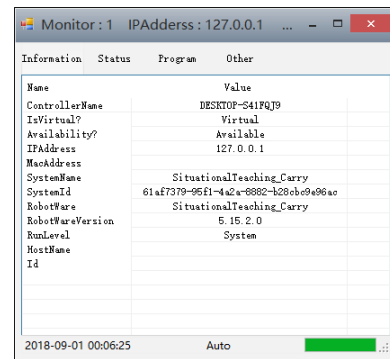 Monitor : 1 IPAdderss : 127.0.0.1 ...
Information Status Program Other
Name Value
ControllerName DESKTOP-S41FQJ9
IsVirtual? Virtual
Availability? Available
IPAddress 127.0.0.1
MacAddress
SystemName SituationalTeaching_Carry
SystemId 61af7379-95f1-4a2a-8882-b28cbc9e96ac
RobotWare SituationalTeaching_Carry
RobotWareVersion 5.15.2.0
RunLevel System
HostName
Id
2018-09-01 00:06:25 Auto